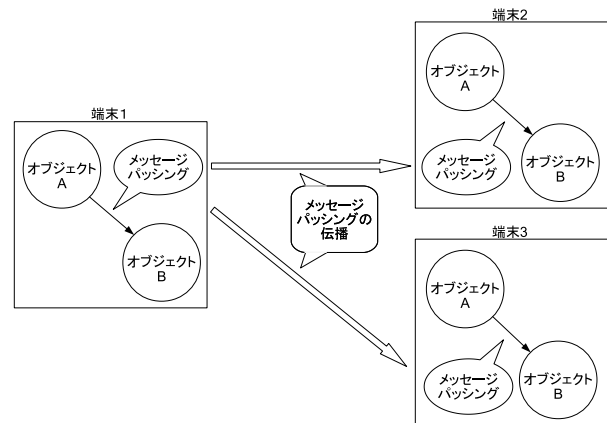 端末1
オブジェクト
A
メッセージ
パッシング
オブジェクト
B
メッセージ
パッシングの
伝播
端末2
オブジェクト
A
メッセージ
パッシング
オブジェクト
B
端末3
オブジェクト
A
メッセージ
パッシング
オブジェクト
B